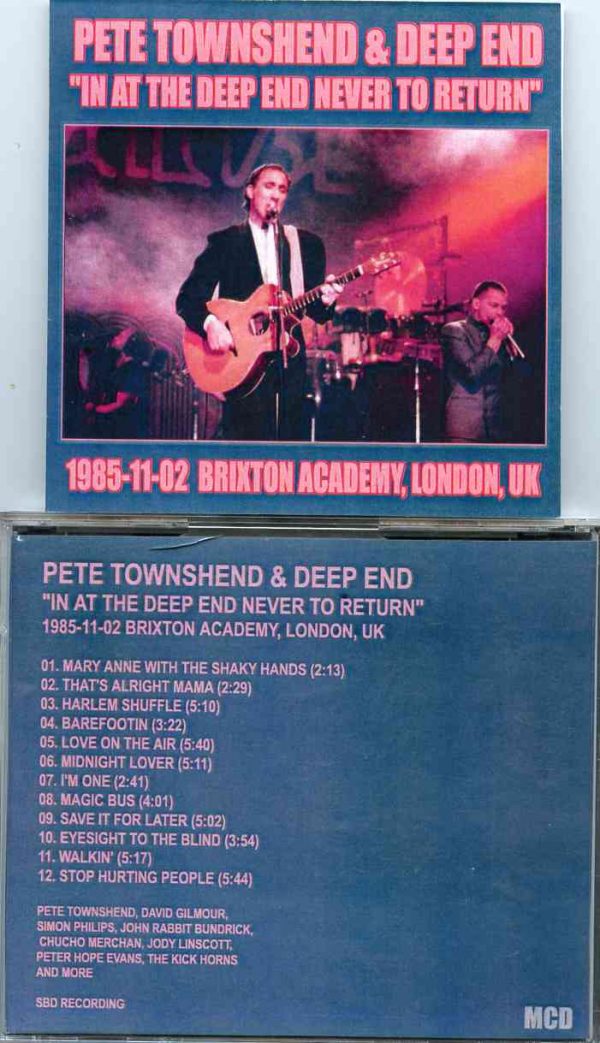 PETE TOWNSHEND & DEEP END
"IN AT THE DEEP END NEVER TO RETURN"
1985-11-02 BRIXTON ACADEMY, LONDON, UK
PETE TOWNSHEND & DEEP END
"IN AT THE DEEP END NEVER TO RETURN"
1985-11-02 BRIXTON ACADEMY, LONDON, UK
01. MARY ANNE WITH THE SHAKY HANDS (2:13)
02. THAT'S ALRIGHT MAMA (2:29)
03. HARLEM SHUFFLE (5:10)
04. BAREFOOTIN (3:22)
05. LOVE ON THE AIR (5:40)
06. MIDNIGHT LOVER (5:11)
07. I'M ONE (2:41)
08. MAGIC BUS (4:01)
09. SAVE IT FOR LATER (5:02)
10. EYESIGHT TO THE BLIND (3:54)
11. WALKIN' (5:17)
12. STOP HURTING PEOPLE (5:44)
PETE TOWNSHEND, DAVID GILMOUR,
SIMON PHILIPS, JOHN RABBIT BUNDRICK,
CHUCHO MERCHAN, JODY LINSCOTT,
PETER HOPE EVANS, THE KICK HORNS
AND MORE
SBD RECORDING
MCD